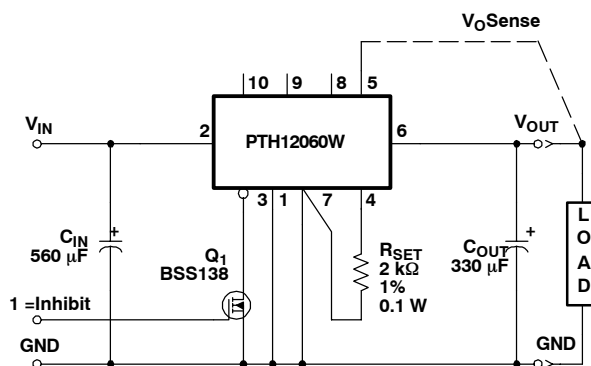 VOSense
10 9 8 5
VIN
2 PTH12060W 6
VOUT
3 1 7 4
CIN
560 µF
+
Q1
BSS138
RSET
2 kΩ
1%
0.1 W
COUT
330 µF
+
LOAD
1 =Inhibit
GND
GND